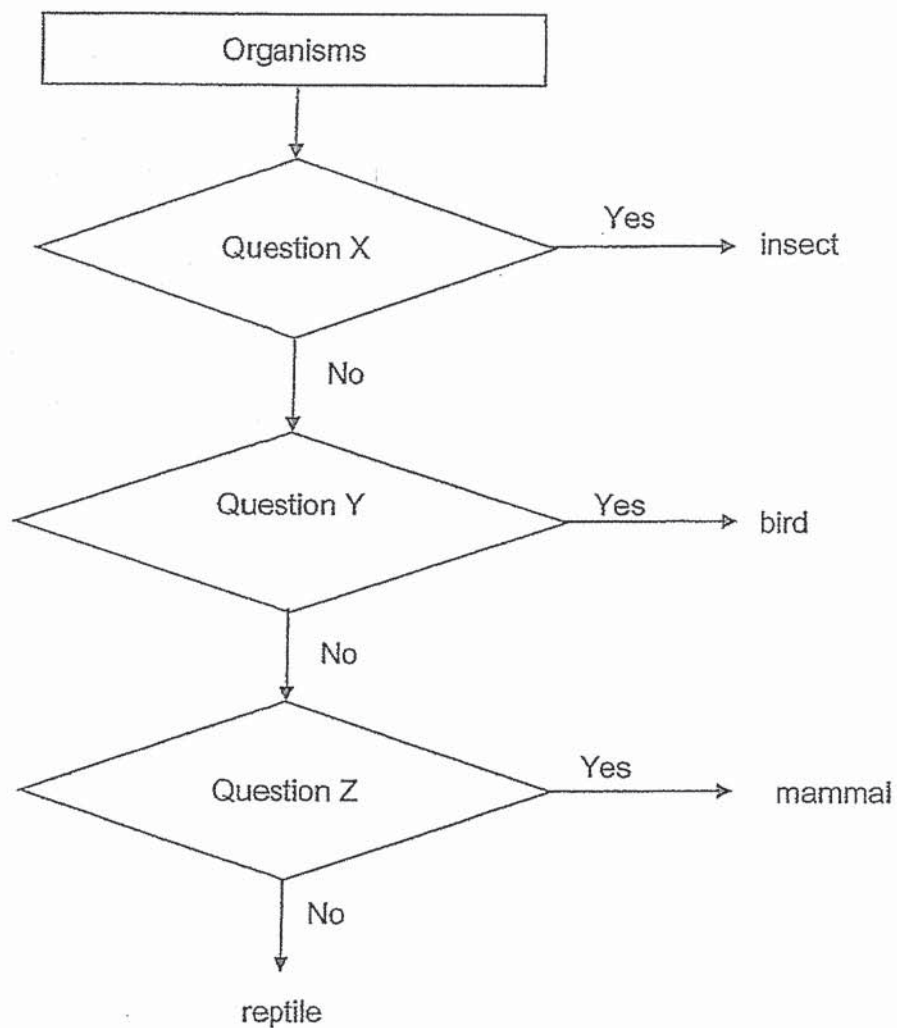 Organisms
Question X
Yes
insect
No
Question Y
Yes
bird
No
Question Z
Yes
mammal
No
reptile